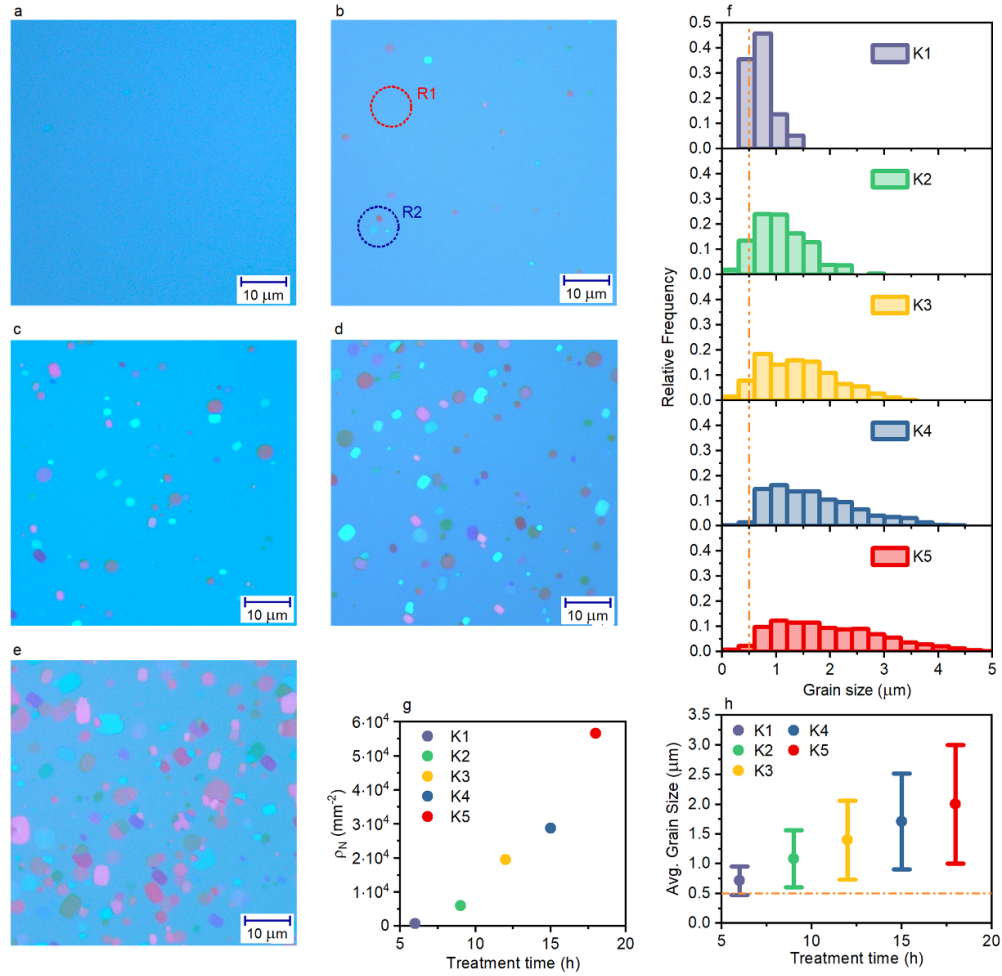 a
10 μm
b
R1
R2
10 μm
c
10 μm
d
10 μm
e
10 μm
f
Relative Frequency
0.5
0.4
0.3
0.2
0.1
0.0
K1
0.4
0.3
0.2
0.1
0.0
K2
0.4
0.3
0.2
0.1
0.0
K3
0.4
0.3
0.2
0.1
0.0
K4
0.4
0.3
0.2
0.1
0.0
K5
0 1 2 3 4 5
Grain size (μm)
g
ρN (mm-2)
6·10⁴
5·10⁴
4·10⁴
3·10⁴
2·10⁴
1·10⁴
0
K1
K2
K3
K4
K5
5 10 15 20
Treatment time (h)
h
Avg. Grain Size (μm)
3.5
3.0
2.5
2.0
1.5
1.0
0.5
0.0
K1 K4
K2 K5
K3
5 10 15 20
Treatment time (h)